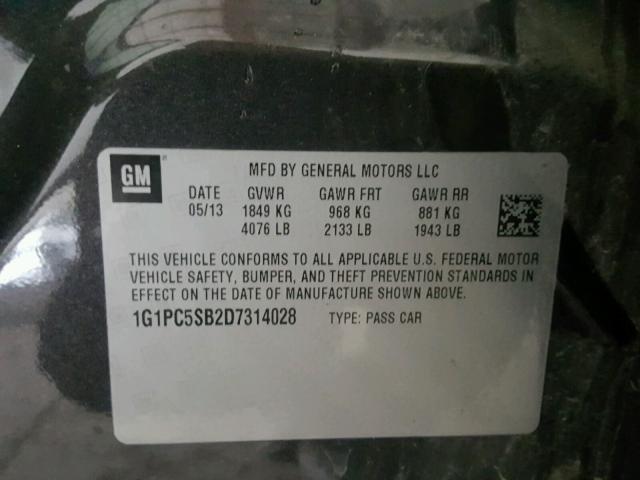 GM
MFD BY GENERAL MOTORS LLC
DATE GVWR GAWR FRT GAWR RR
05/13 1849 KG 968 KG 881 KG
4076 LB 2133 LB 1943 LB
THIS VEHICLE CONFORMS TO ALL APPLICABLE U.S. FEDERAL MOTOR
VEHICLE SAFETY, BUMPER, AND THEFT PREVENTION STANDARDS IN
EFFECT ON THE DATE OF MANUFACTURE SHOWN ABOVE.
1G1PC5SB2D7314028 TYPE: PASS CAR